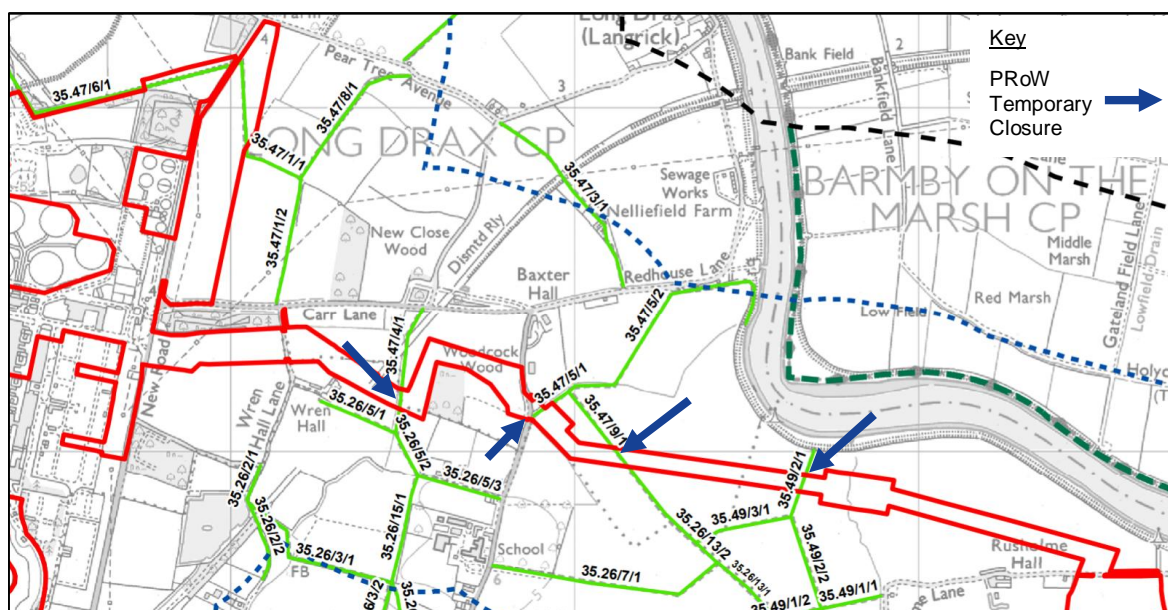 Key
PRoW
Temporary
Closure
Long Drax
(Langrick)
Bank Field
2
Bankfield
Lane
4
Pear Tree Avenue
3
35.47/6/1
35.47/8/1
LONG DRAX CP
35.47/1/1
35.47/3/1
Sewage
Works
Nelliefield Farm
BARMBY ON THE
MARSH CP
Lane
Middle
Marsh
Gateland Field Lane
Lowfield Drain
35.47/1/2
New Close
Wood
Dismtd Rly
Baxter
Hall
Redhouse Lane
Red Marsh
Low Field
4
Carr Lane
New Road
35.47/4/1
35.47/5/2
Woodcock
Wood
35.47/5/1
Wren Hall Lane
Wren
Hall
35.26/5/1
35.26/5/2
35.47/9/1
35.49/2/1
35.26/2/1
35.26/5/3
35.26/15/1
35.49/3/1
35.26/13/2
35.26/2/2
School
35.49/2/2
Rusholme
Hall
35.26/3/1
FB
6
35.26/7/1
35.26/13/1
35.49/1/1
35.49/1/2
ne Lane